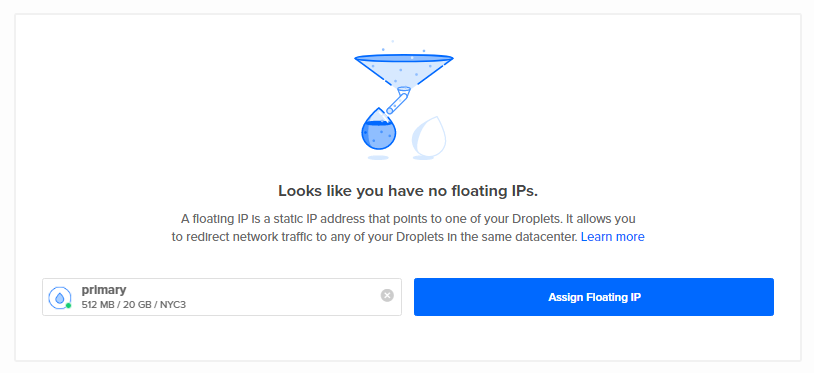 Looks like you have no floating IPs.
A floating IP is a static IP address that points to one of your Droplets. It allows you
to redirect network traffic to any of your Droplets in the same datacenter. Learn more
primary
512 MB / 20 GB / NYC3
Assign Floating IP